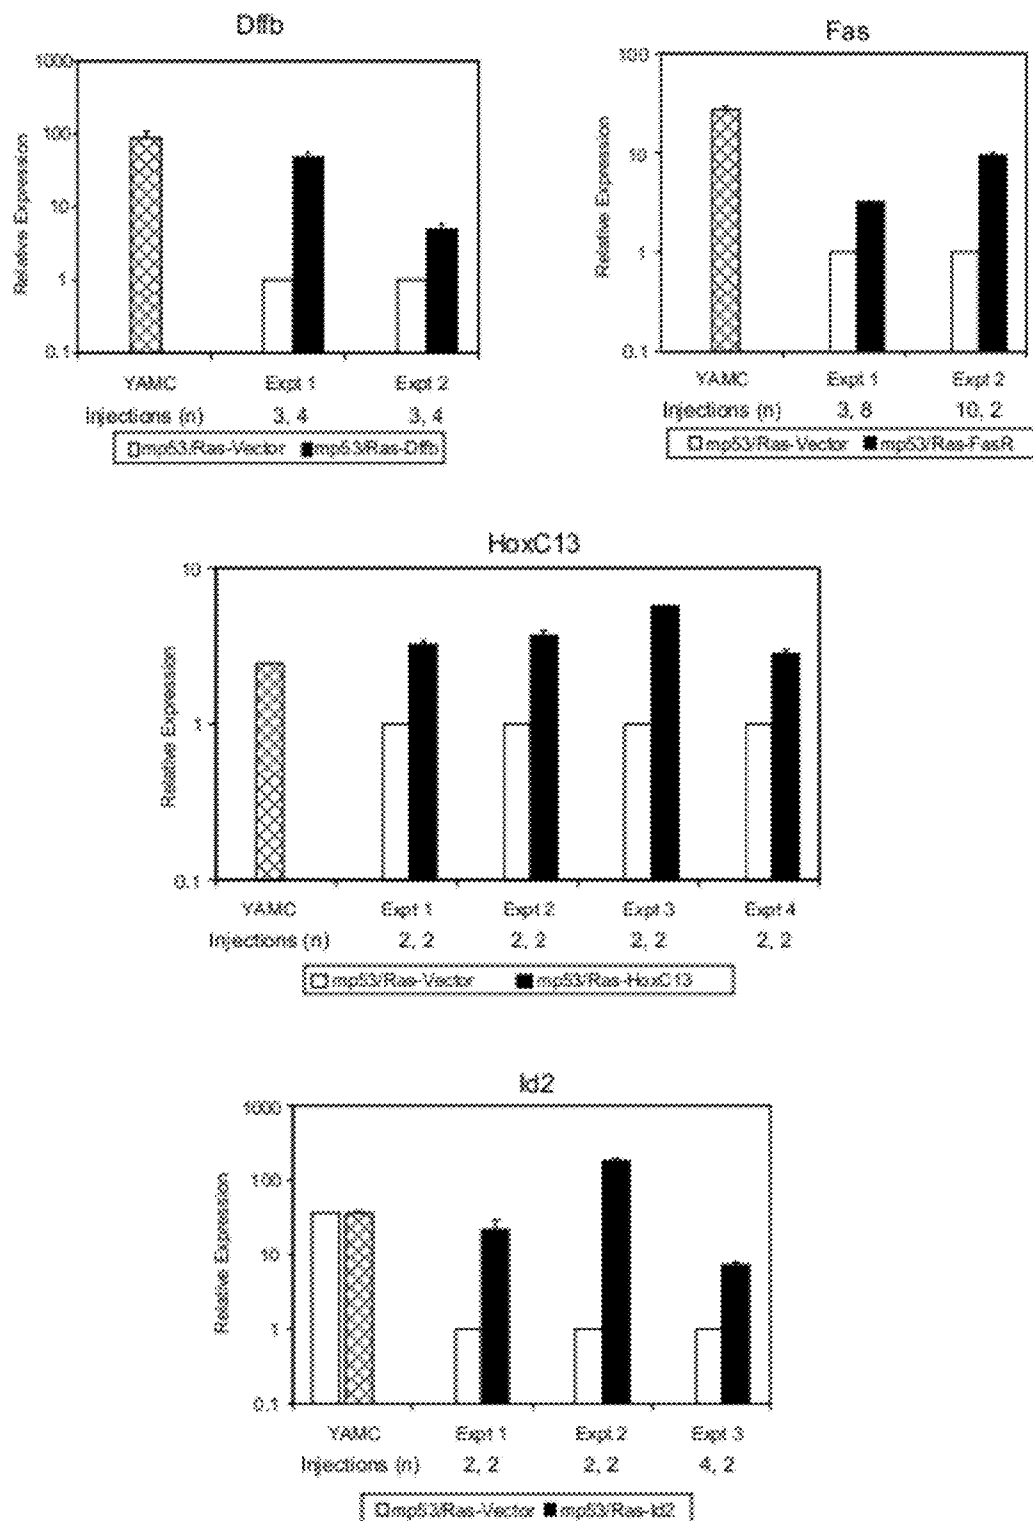 Dffb
1000
100
10
1
0.1
Relative Expression
YAMC Expt 1 Expt 2
Injections (n) 3, 4 3, 4
mp53/Ras-Vector mp53/Ras-Dffb
Fas
100
10
1
0.1
Relative Expression
YAMC Expt 1 Expt 2
Injections (n) 3, 8 10, 2
mp53/Ras-Vector mp53/Ras-FasR
HoxC13
10
1
0.1
Relative Expression
YAMC Expt 1 Expt 2 Expt 3 Expt 4
Injections (n) 2, 2 2, 2 2, 2 2, 2
mp53/Ras-Vector mp53/Ras-HoxC13
Id2
1000
100
10
1
0.1
Relative Expression
YAMC Expt 1 Expt 2 Expt 3
Injections (n) 2, 2 2, 2 4, 2
mp53/Ras-Vector mp53/Ras-Id2